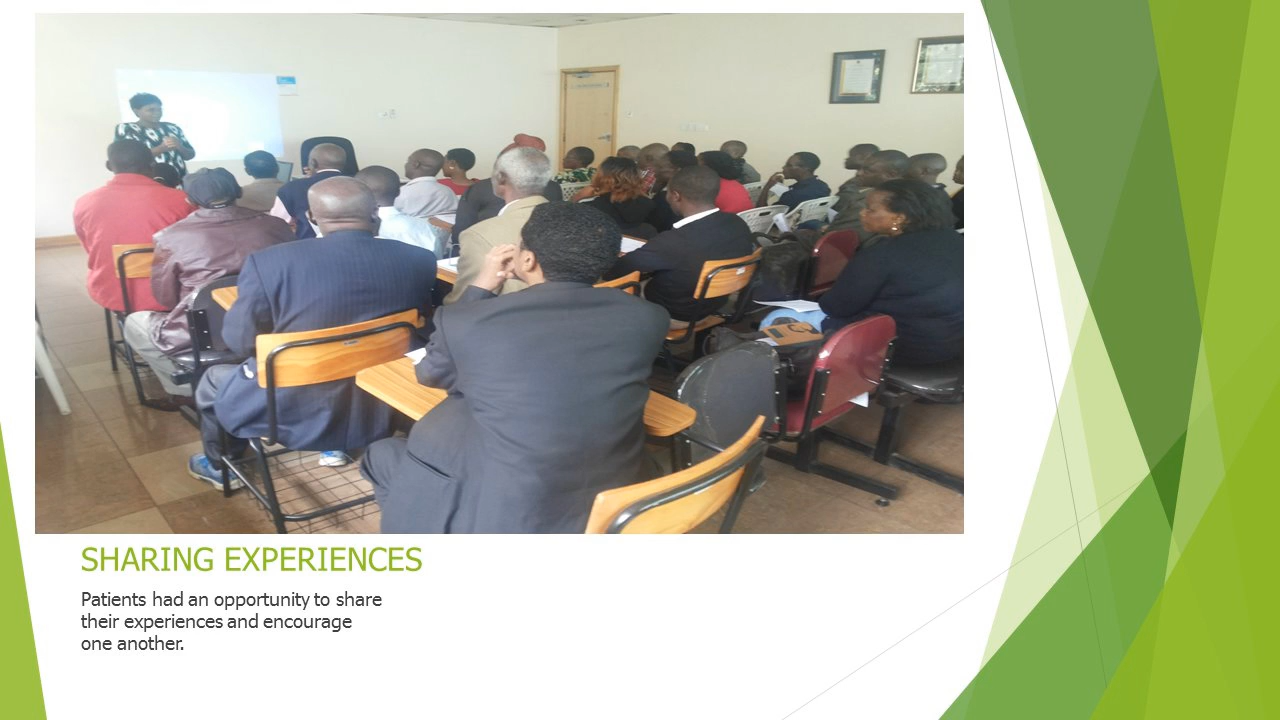 SHARING EXPERIENCES
Patients had an opportunity to share
their experiences and encourage
one another.